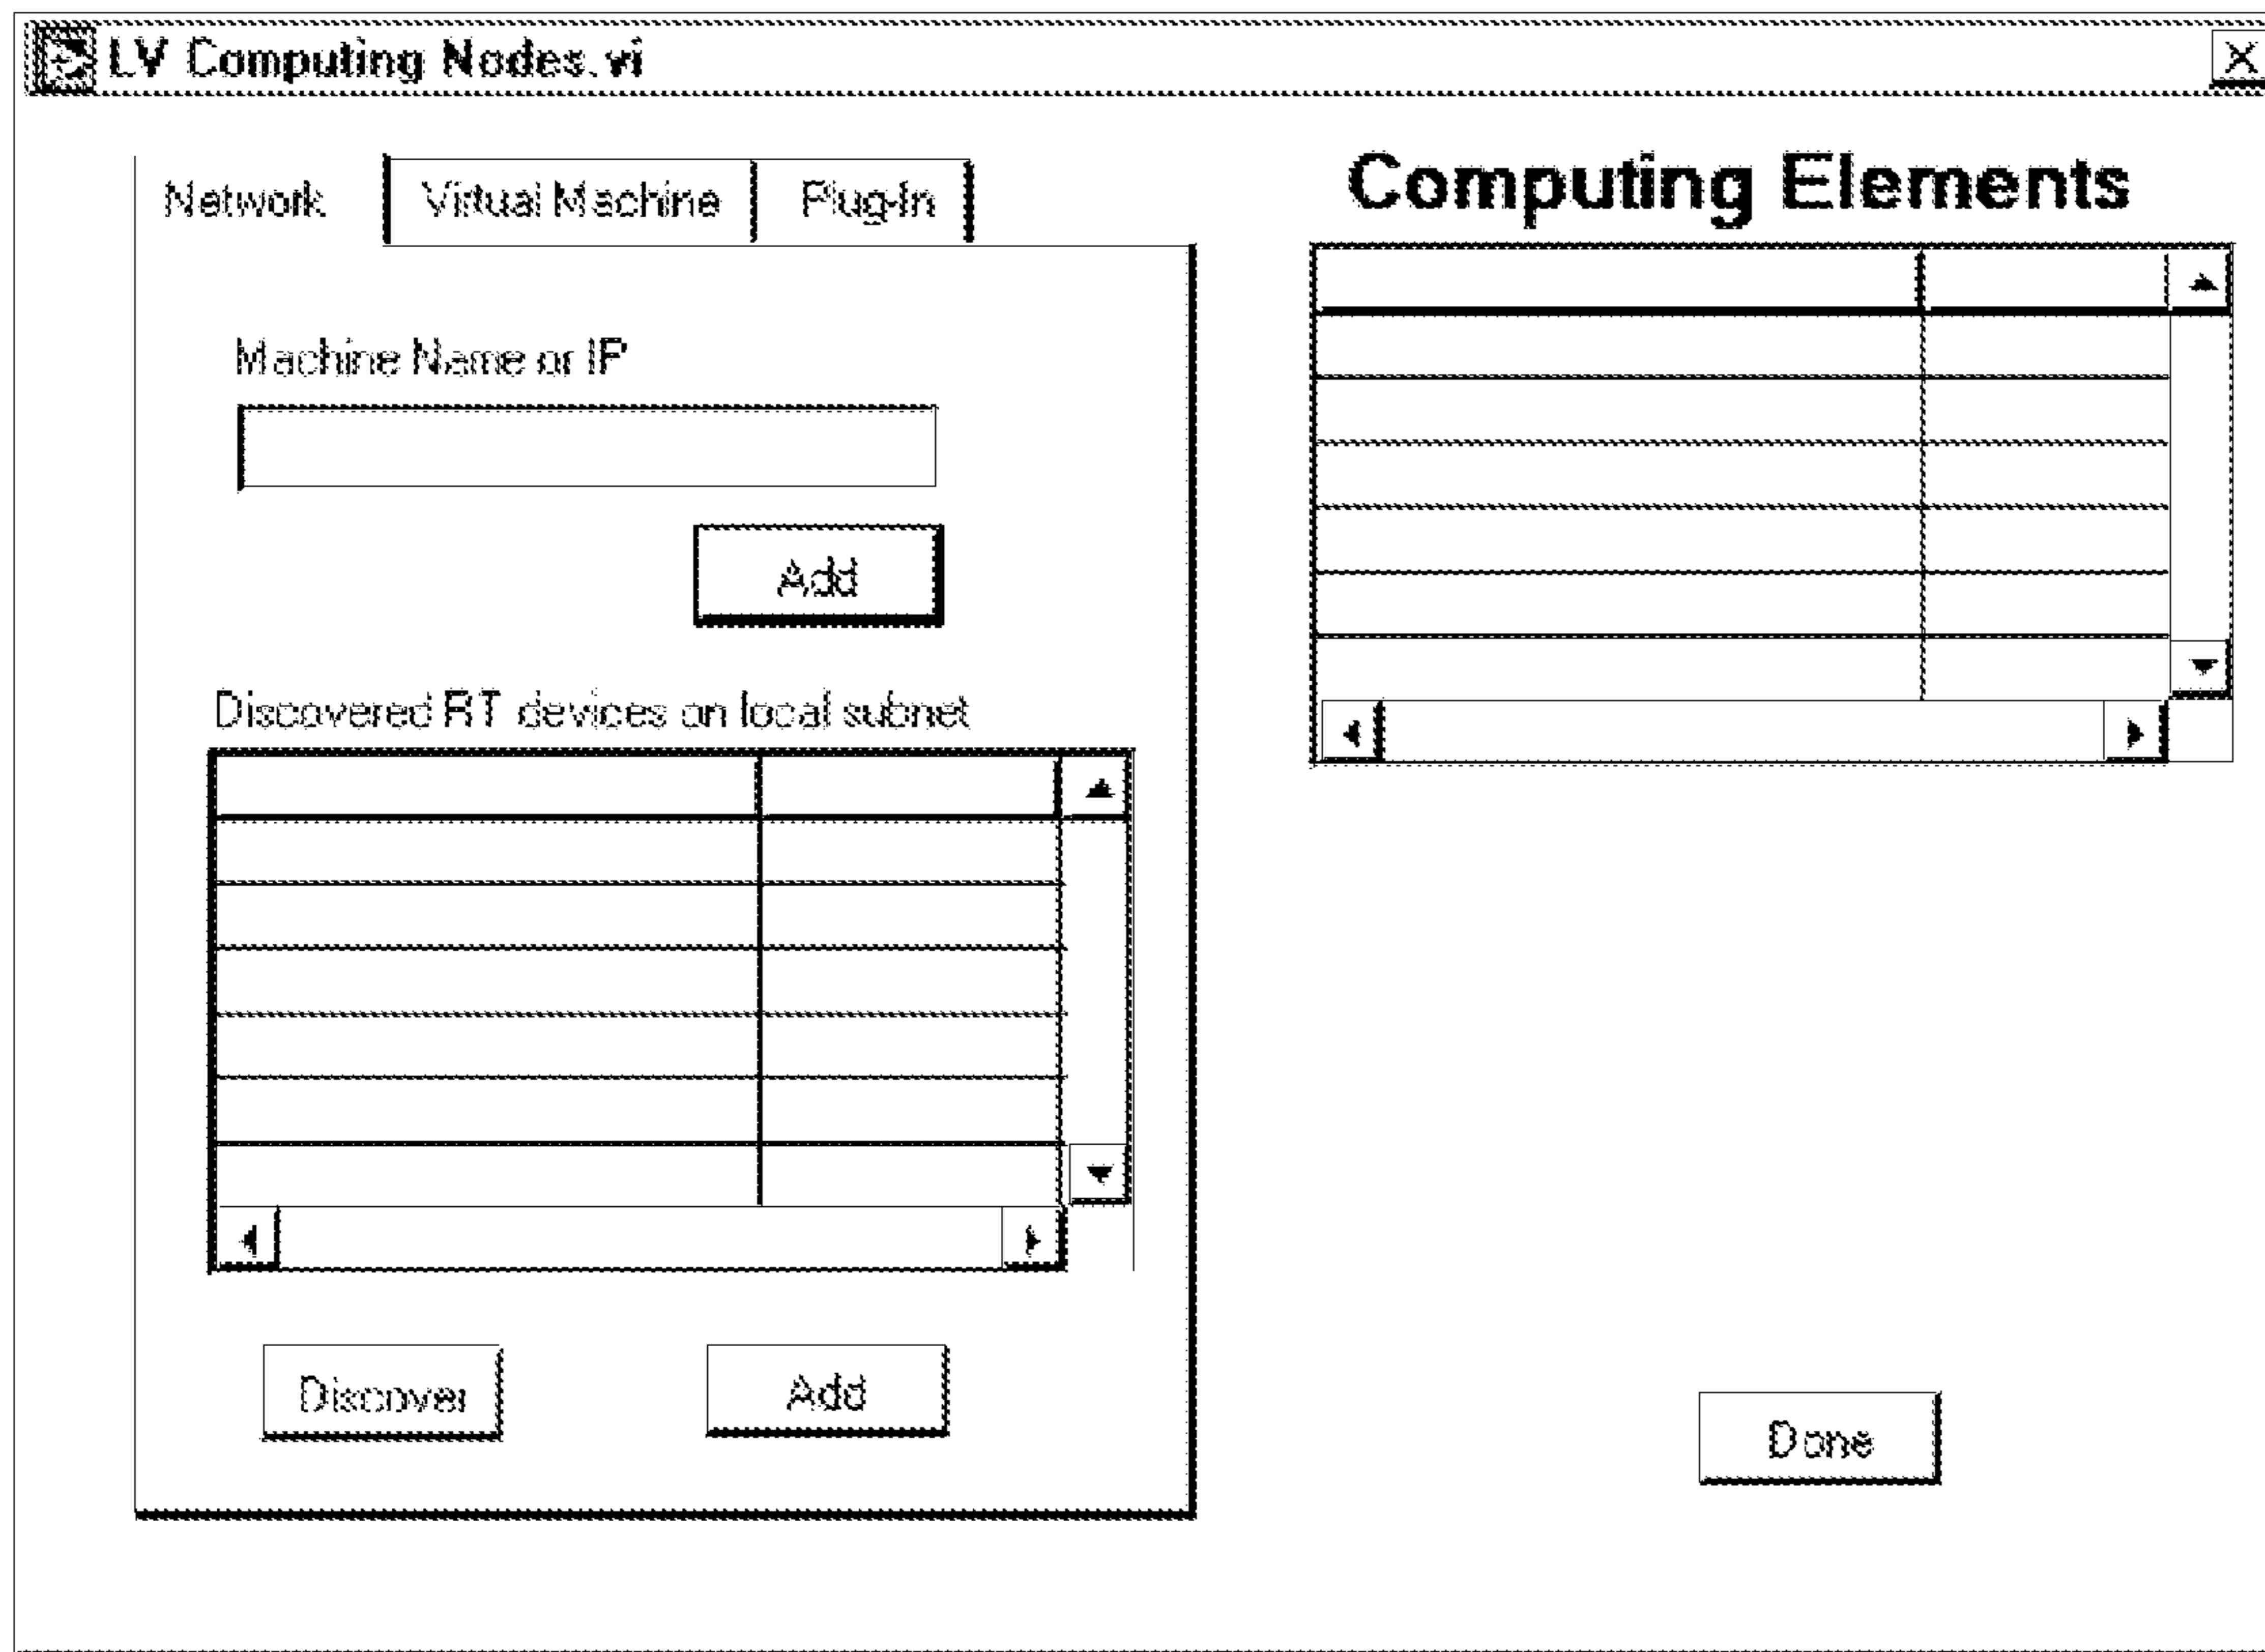 LV Computing Nodes.vi
Network Virtual Machine Plug-In
Machine Name or IP
Add
Discovered RT devices on local subnet
Discover Add
Computing Elements
Done